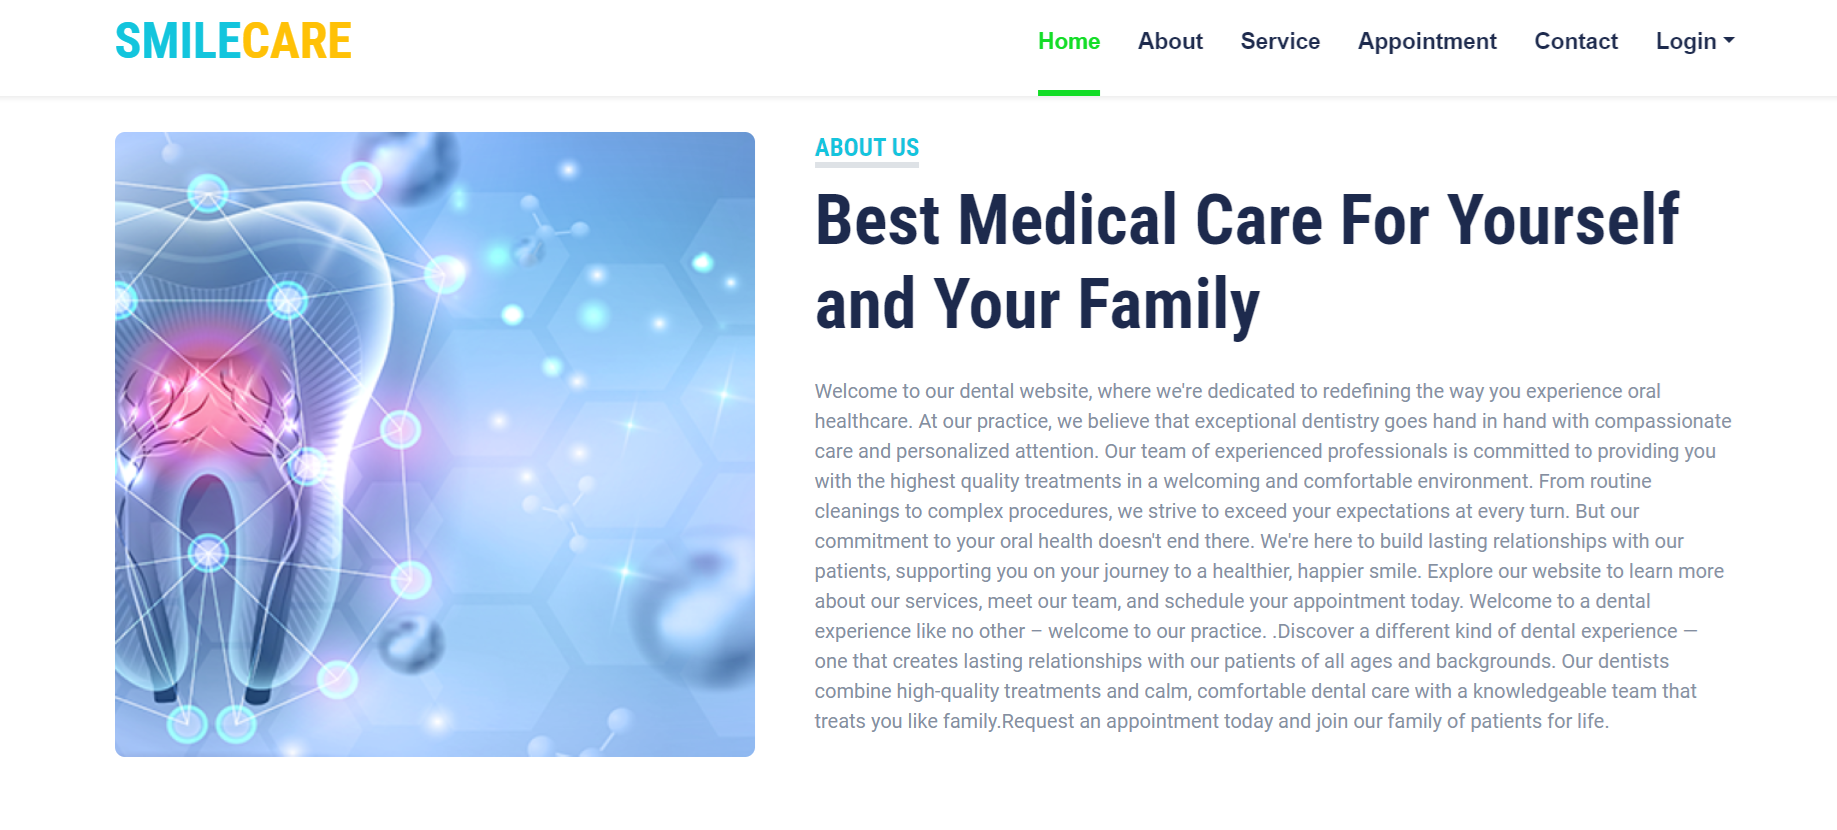 SMILECARE
Home About Service Appointment Contact Login
ABOUT US
Best Medical Care For Yourself
and Your Family
Welcome to our dental website, where we're dedicated to redefining the way you experience oral
healthcare. At our practice, we believe that exceptional dentistry goes hand in hand with compassionate
care and personalized attention. Our team of experienced professionals is committed to providing you
with the highest quality treatments in a welcoming and comfortable environment. From routine
cleanings to complex procedures, we strive to exceed your expectations at every turn. But our
commitment to your oral health doesn't end there. We're here to build lasting relationships with our
patients, supporting you on your journey to a healthier, happier smile. Explore our website to learn more
about our services, meet our team, and schedule your appointment today. Welcome to a dental
experience like no other – welcome to our practice. .Discover a different kind of dental experience —
one that creates lasting relationships with our patients of all ages and backgrounds. Our dentists
combine high-quality treatments and calm, comfortable dental care with a knowledgeable team that
treats you like family.Request an appointment today and join our family of patients for life.